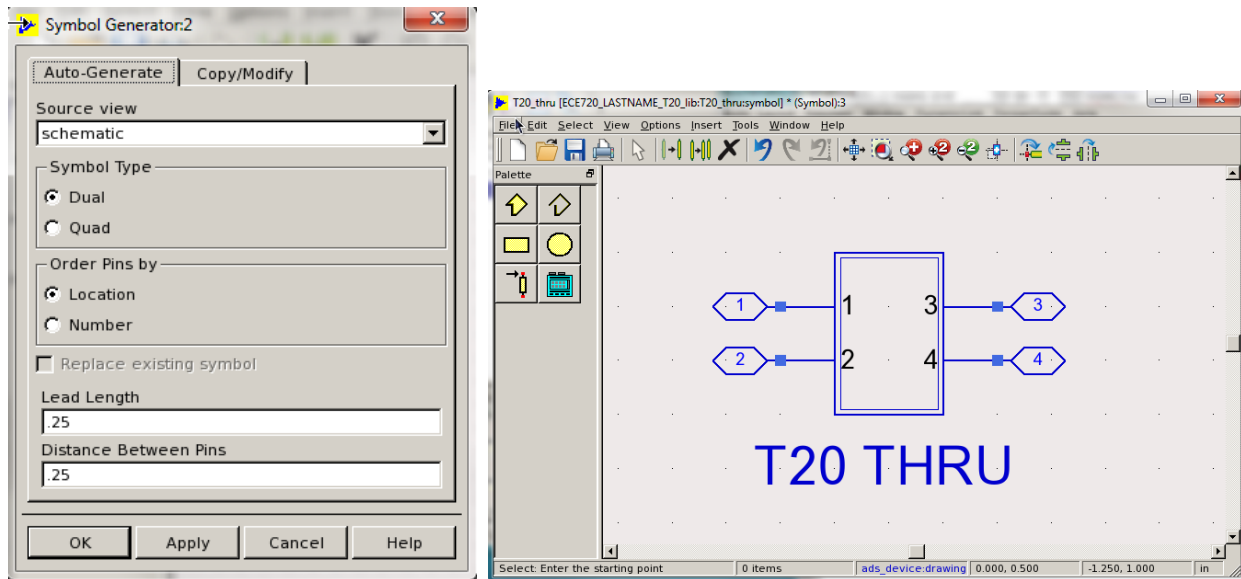 Symbol Generator:2
Auto-Generate
Copy/Modify
Source view
schematic
Symbol Type
Dual
Quad
Order Pins by
Location
Number
Replace existing symbol
Lead Length
.25
Distance Between Pins
.25
OK Apply Cancel Help
T20_thru [ECE720_LASTNAME_T20_lib:T20_thru:symbol] * (Symbol):3
File Edit Select View Options Insert Tools Window Help
+2 -2
Palette
1 1 3 3
2 2 4 4
T20 THRU
Select: Enter the starting point 0 items ads_device:drawing 0.000, 0.500 -1.250, 1.000 in